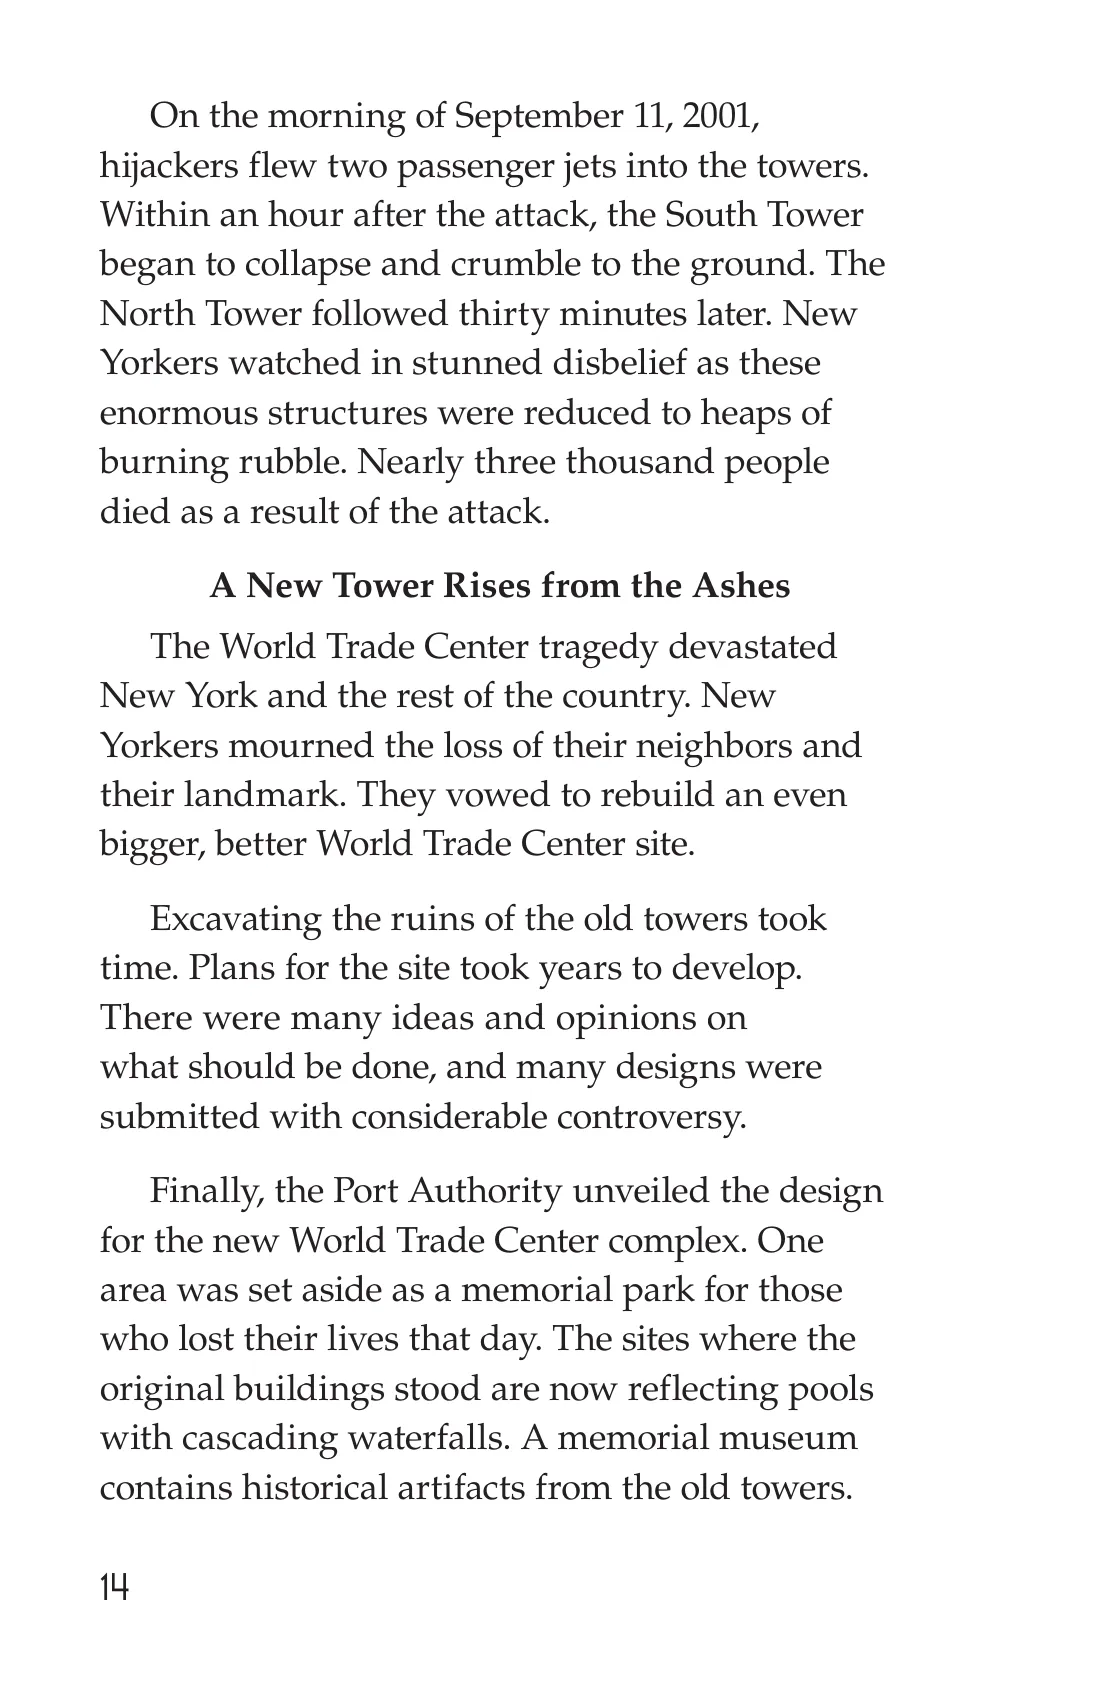 On the morning of September 11, 2001,
hijackers flew two passenger jets into the towers.
Within an hour after the attack, the South Tower
began to collapse and crumble to the ground. The
North Tower followed thirty minutes later. New
Yorkers watched in stunned disbelief as these
enormous structures were reduced to heaps of
burning rubble. Nearly three thousand people
died as a result of the attack.
A New Tower Rises from the Ashes
The World Trade Center tragedy devastated
New York and the rest of the country. New
Yorkers mourned the loss of their neighbors and
their landmark. They vowed to rebuild an even
bigger, better World Trade Center site.
Excavating the ruins of the old towers took
time. Plans for the site took years to develop.
There were many ideas and opinions on
what should be done, and many designs were
submitted with considerable controversy.
Finally, the Port Authority unveiled the design
for the new World Trade Center complex. One
area was set aside as a memorial park for those
who lost their lives that day. The sites where the
original buildings stood are now reflecting pools
with cascading waterfalls. A memorial museum
contains historical artifacts from the old towers.
14